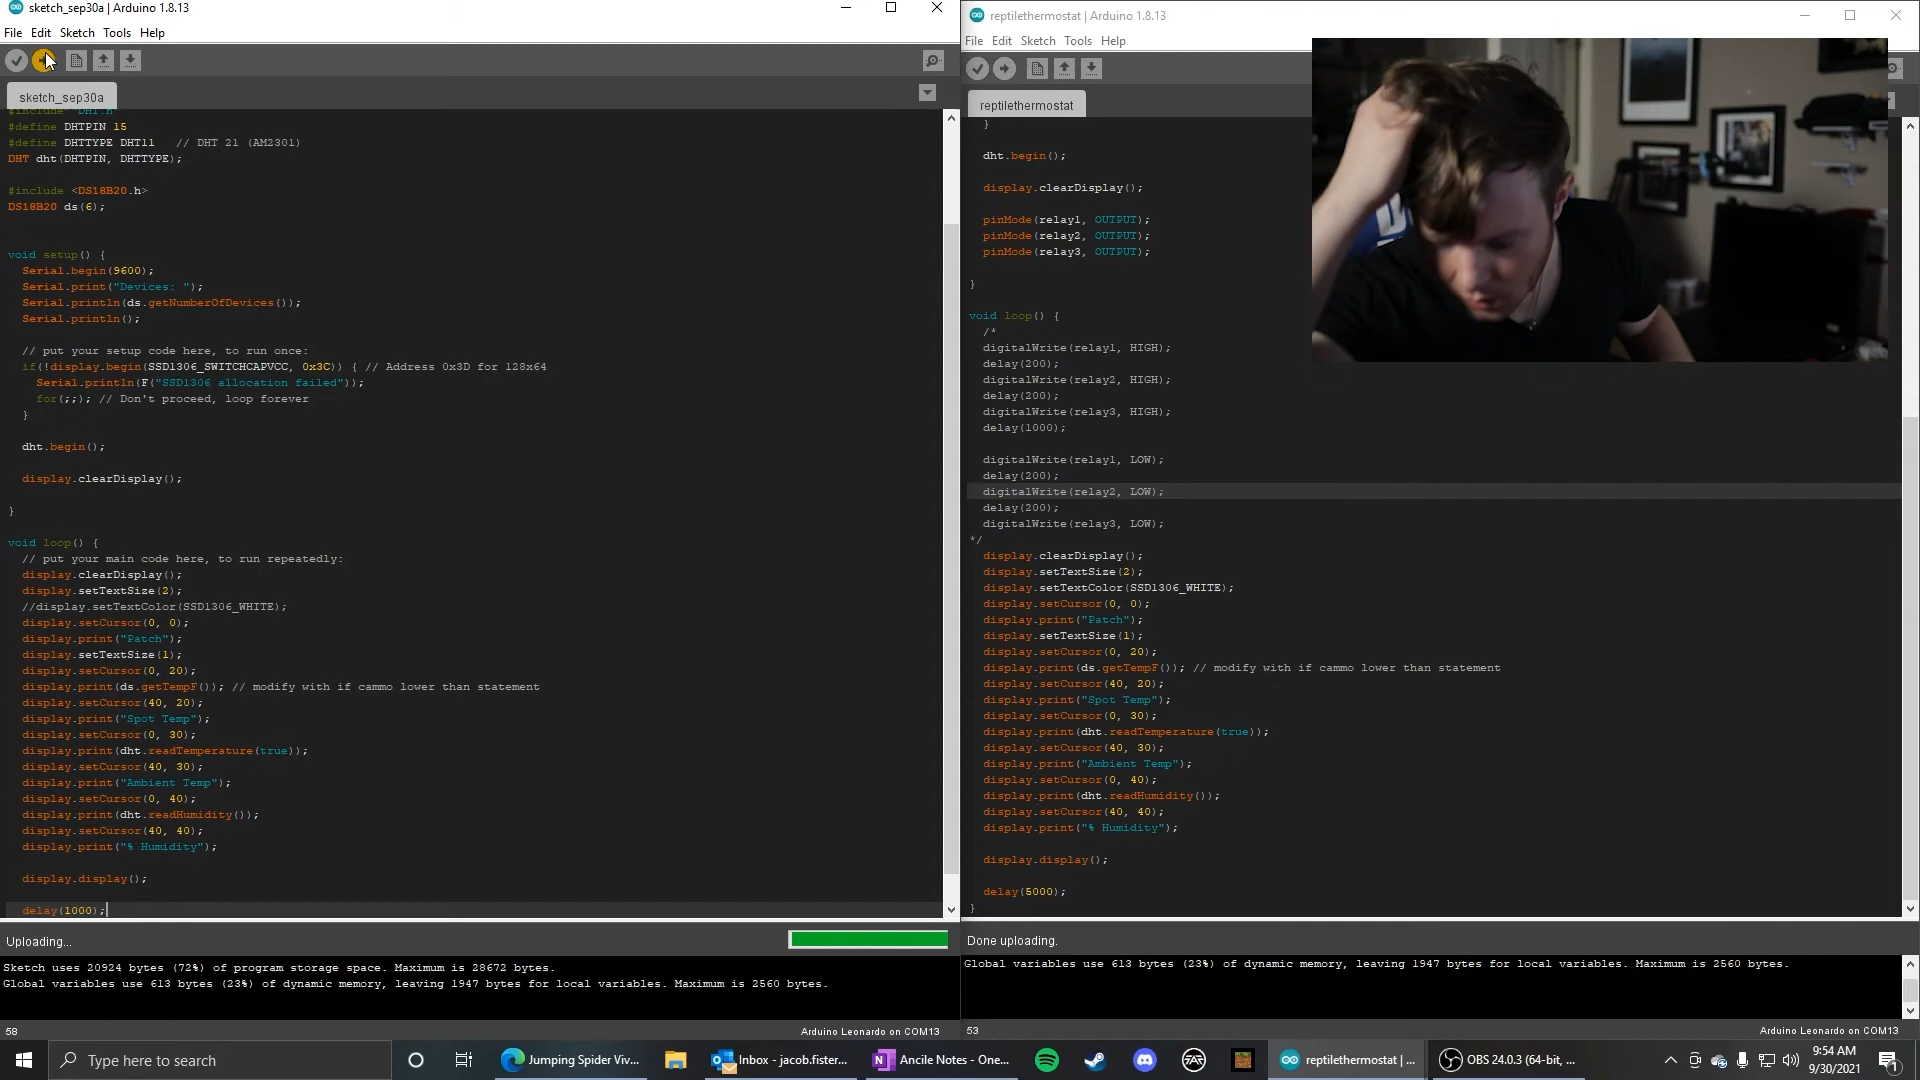 sketch_sep30a | Arduino 1.8.13
File Edit Sketch Tools Help
sketch_sep30a
#include "DHT.h"
#define DHTPIN 15
#define DHTTYPE DHT11 // DHT 21 (AM2301)
DHT dht(DHTPIN, DHTTYPE);
#include <DS18B20.h>
DS18B20 ds(6);
void setup() {
Serial.begin(9600);
Serial.print("Devices: ");
Serial.println(ds.getNumberOfDevices());
Serial.println();
// put your setup code here, to run once:
if(!display.begin(SSD1306_SWITCHCAPVCC, 0x3C)) { // Address 0x3D for 128x64
Serial.println(F("SSD1306 allocation failed"));
for(;;); // Don't proceed, loop forever
}
dht.begin();
display.clearDisplay();
}
void loop() {
// put your main code here, to run repeatedly:
display.clearDisplay();
display.setTextSize(2);
//display.setTextColor(SSD1306_WHITE);
display.setCursor(0, 0);
display.print("Patch");
display.setTextSize(1);
display.setCursor(0, 20);
display.print(ds.getTempF()); // modify with if cammo lower than statement
display.setCursor(40, 20);
display.print("Spot Temp");
display.setCursor(0, 30);
display.print(dht.readTemperature(true));
display.setCursor(40, 30);
display.print("Ambient Temp");
display.setCursor(0, 40);
display.print(dht.readHumidity());
display.setCursor(40, 40);
display.print("% Humidity");
display.display();
delay(1000);
Uploading...
Sketch uses 20924 bytes (72%) of program storage space. Maximum is 28672 bytes.
Global variables use 613 bytes (23%) of dynamic memory, leaving 1947 bytes for local variables. Maximum is 2560 bytes.
58
Arduino Leonardo on COM13
reptilethermostat | Arduino 1.8.13
File Edit Sketch Tools Help
reptilethermostat
}
dht.begin();
display.clearDisplay();
pinMode(relay1, OUTPUT);
pinMode(relay2, OUTPUT);
pinMode(relay3, OUTPUT);
}
void loop() {
/*
digitalWrite(relay1, HIGH);
delay(200);
digitalWrite(relay2, HIGH);
delay(200);
digitalWrite(relay3, HIGH);
delay(1000);
digitalWrite(relay1, LOW);
delay(200);
digitalWrite(relay2, LOW);
delay(200);
digitalWrite(relay3, LOW);
*/
display.clearDisplay();
display.setTextSize(2);
display.setTextColor(SSD1306_WHITE);
display.setCursor(0, 0);
display.print("Patch");
display.setTextSize(1);
display.setCursor(0, 20);
display.print(ds.getTempF()); // modify with if cammo lower than statement
display.setCursor(40, 20);
display.print("Spot Temp");
display.setCursor(0, 30);
display.print(dht.readTemperature(true));
display.setCursor(40, 30);
display.print("Ambient Temp");
display.setCursor(0, 40);
display.print(dht.readHumidity());
display.setCursor(40, 40);
display.print("% Humidity");
display.display();
delay(5000);
}
Done uploading.
Global variables use 613 bytes (23%) of dynamic memory, leaving 1947 bytes for local variables. Maximum is 2560 bytes.
53
Arduino Leonardo on COM13
Type here to search
Jumping Spider Viv...
Inbox - jacob.fister...
Ancile Notes - One...
reptilethermostat | ...
OBS 24.0.3 (64-bit, ...
9:54 AM
9/30/2021
1